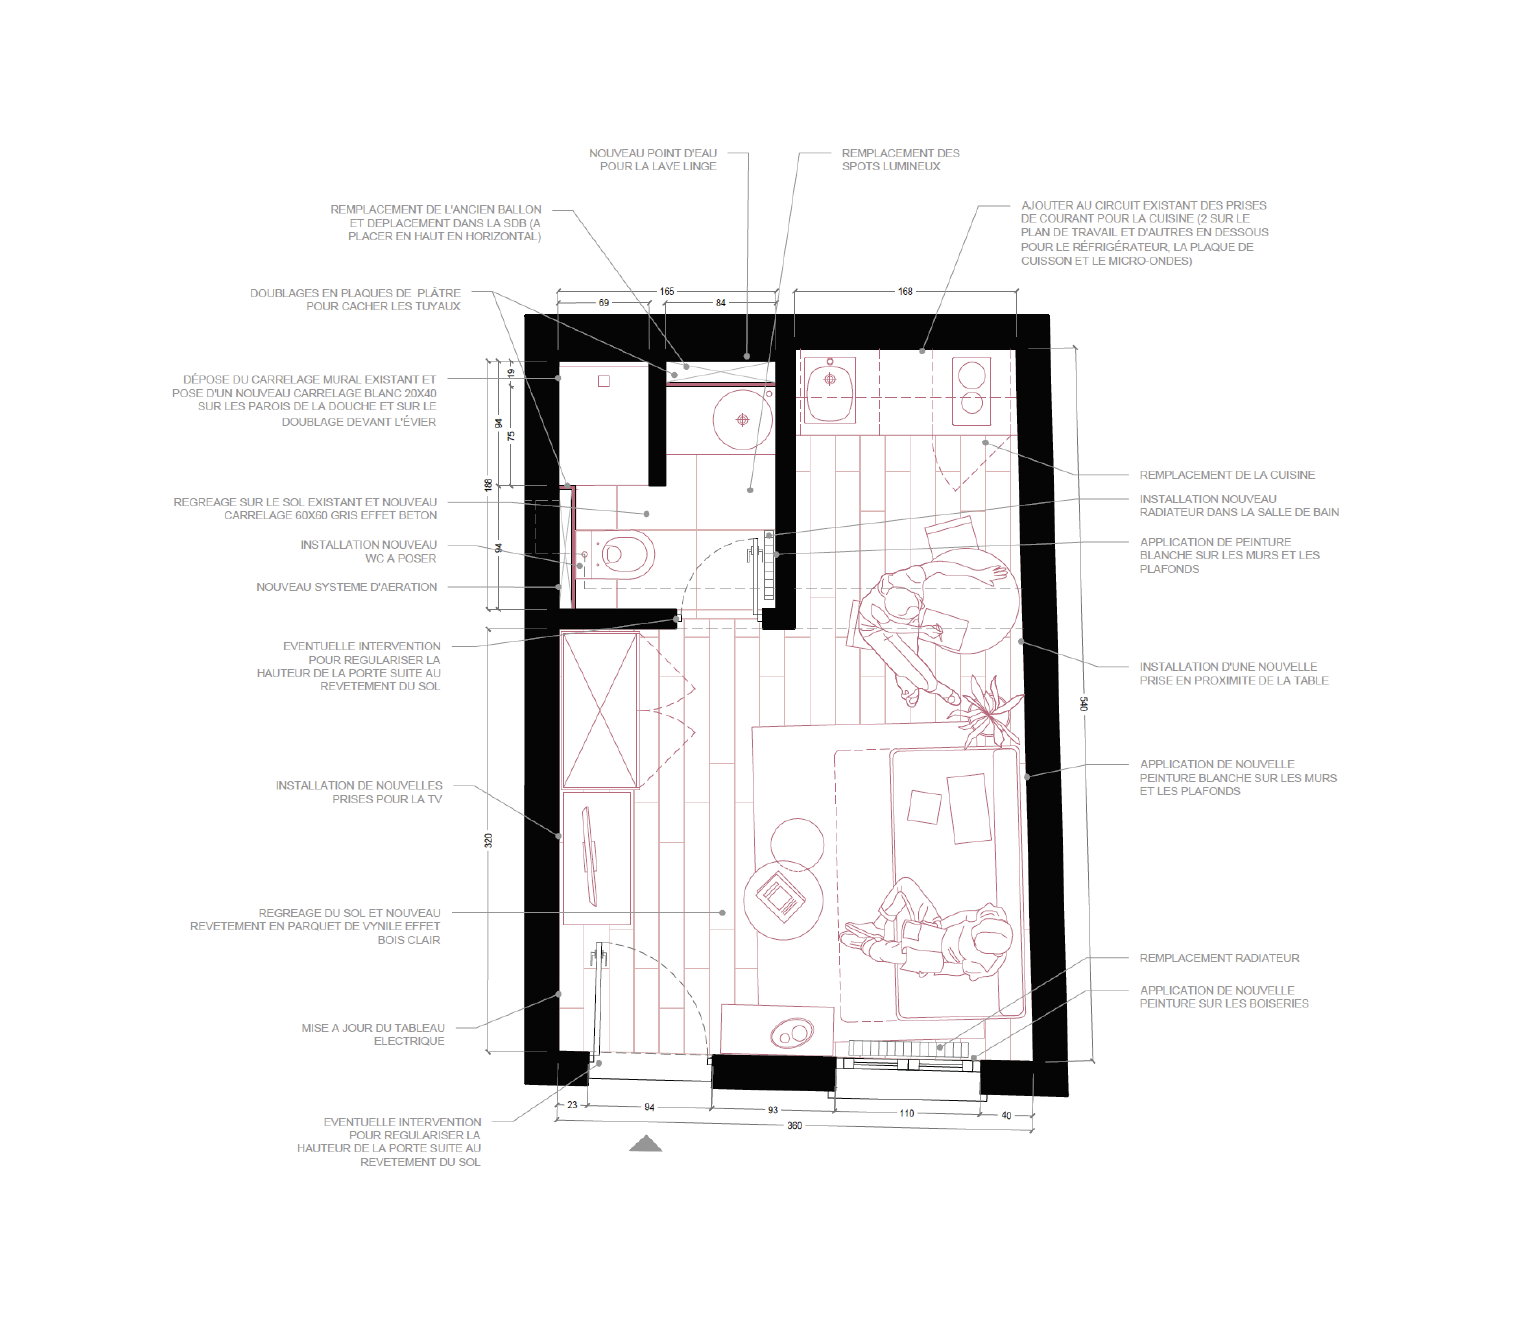 NOUVEAU POINT D'EAU
POUR LA LAVE LINGE
REMPLACEMENT DES
SPOTS LUMINEUX
REMPLACEMENT DE L'ANCIEN BALLON
ET DEPLACEMENT DANS LA SDB (A
PLACER EN HAUT EN HORIZONTAL)
AJOUTER AU CIRCUIT EXISTANT DES PRISES
DE COURANT POUR LA CUISINE (2 SUR LE
PLAN DE TRAVAIL ET D'AUTRES EN DESSOUS
POUR LE RÉFRIGÉRATEUR, LA PLAQUE DE
CUISSON ET LE MICRO-ONDES)
DOUBLAGES EN PLAQUES DE PLÂTRE
POUR CACHER LES TUYAUX
165
69
84
168
DÉPOSE DU CARRELAGE MURAL EXISTANT ET
POSE D'UN NOUVEAU CARRELAGE BLANC 20X40
SUR LES PAROIS DE LA DOUCHE ET SUR LE
DOUBLAGE DEVANT L'ÉVIER
19
94
75
188
94
REGREAGE SUR LE SOL EXISTANT ET NOUVEAU
CARRELAGE 60X60 GRIS EFFET BETON
INSTALLATION NOUVEAU
WC A POSER
NOUVEAU SYSTEME D'AERATION
EVENTUELLE INTERVENTION
POUR REGULARISER LA
HAUTEUR DE LA PORTE SUITE AU
REVETEMENT DU SOL
INSTALLATION DE NOUVELLES
PRISES POUR LA TV
320
REGREAGE DU SOL ET NOUVEAU
REVETEMENT EN PARQUET DE VYNILE EFFET
BOIS CLAIR
MISE A JOUR DU TABLEAU
ELECTRIQUE
EVENTUELLE INTERVENTION
POUR REGULARISER LA
HAUTEUR DE LA PORTE SUITE AU
REVETEMENT DU SOL
REMPLACEMENT DE LA CUISINE
INSTALLATION NOUVEAU
RADIATEUR DANS LA SALLE DE BAIN
APPLICATION DE PEINTURE
BLANCHE SUR LES MURS ET LES
PLAFONDS
INSTALLATION D'UNE NOUVELLE
PRISE EN PROXIMITE DE LA TABLE
540
APPLICATION DE NOUVELLE
PEINTURE BLANCHE SUR LES MURS
ET LES PLAFONDS
REMPLACEMENT RADIATEUR
APPLICATION DE NOUVELLE
PEINTURE SUR LES BOISERIES
23
94
93
110
40
360